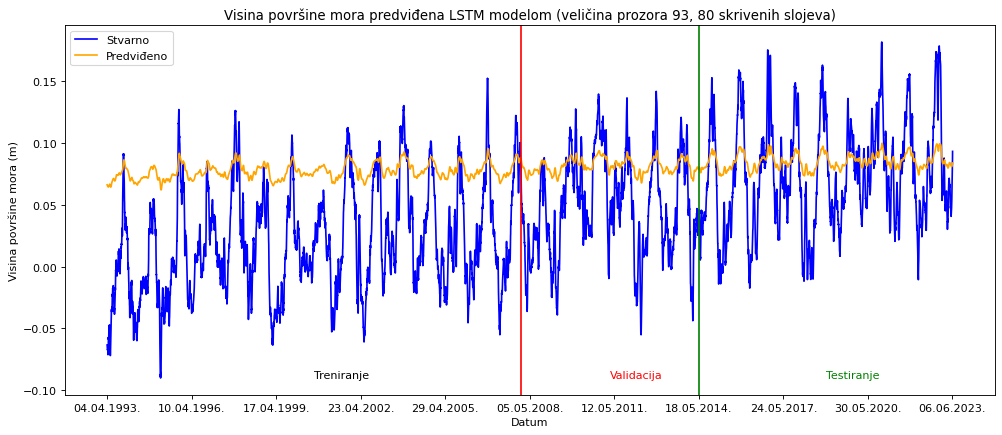 Visina površine mora predviđena LSTM modelom (veličina prozora 93, 80 skrivenih slojeva)
Stvarno
Predviđeno
Visina površine mora (m)
0.15
0.10
0.05
0.00
−0.05
−0.10
Treniranje
Validacija
Testiranje
04.04.1993.
10.04.1996.
17.04.1999.
23.04.2002.
29.04.2005.
05.05.2008.
12.05.2011.
18.05.2014.
24.05.2017.
30.05.2020.
06.06.2023.
Datum